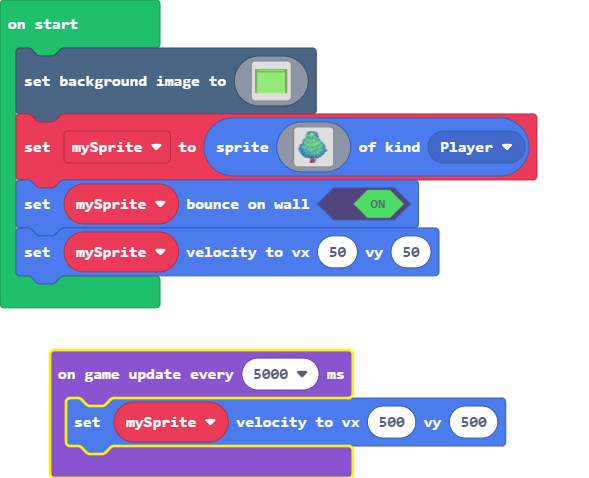 on start
set background image to
set mySprite to sprite of kind Player
set mySprite bounce on wall ON
set mySprite velocity to vx 50 vy 50
on game update every 5000 ms
set mySprite velocity to vx 500 vy 500